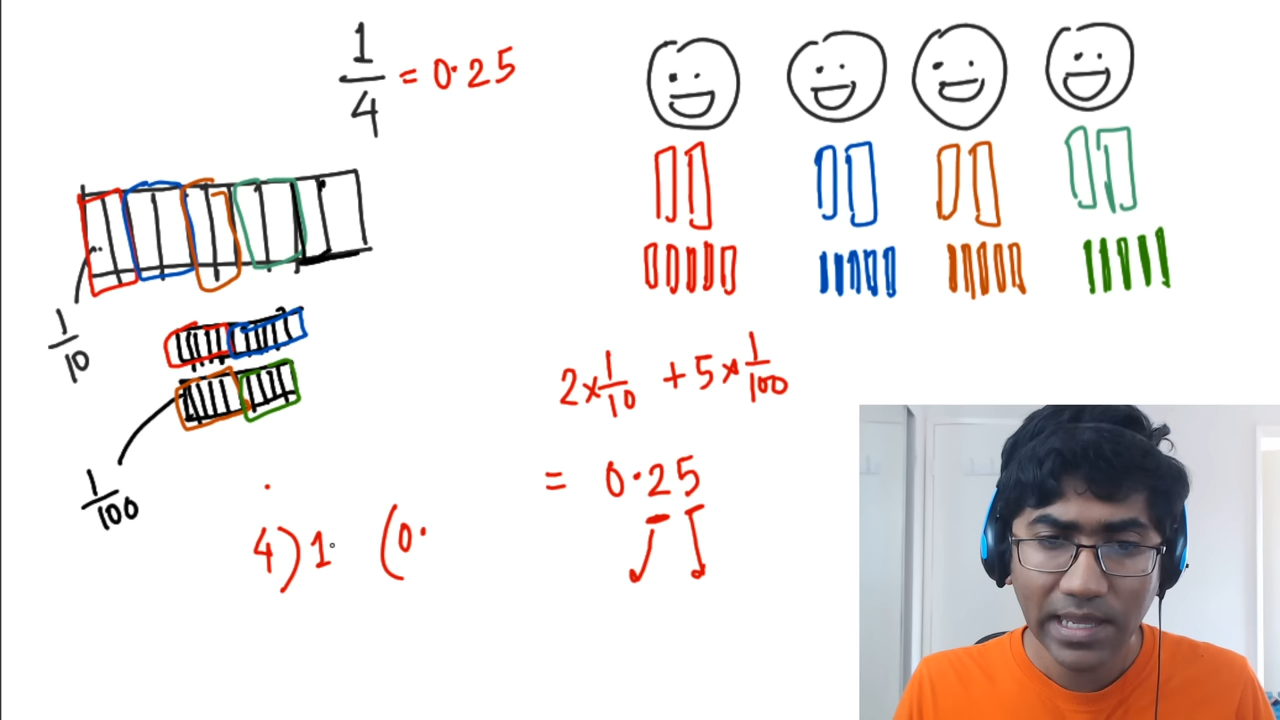 1/4 = 0.25
1/10
2×1/10 + 5×1/100
= 0.25
1/100
4)1 (0.